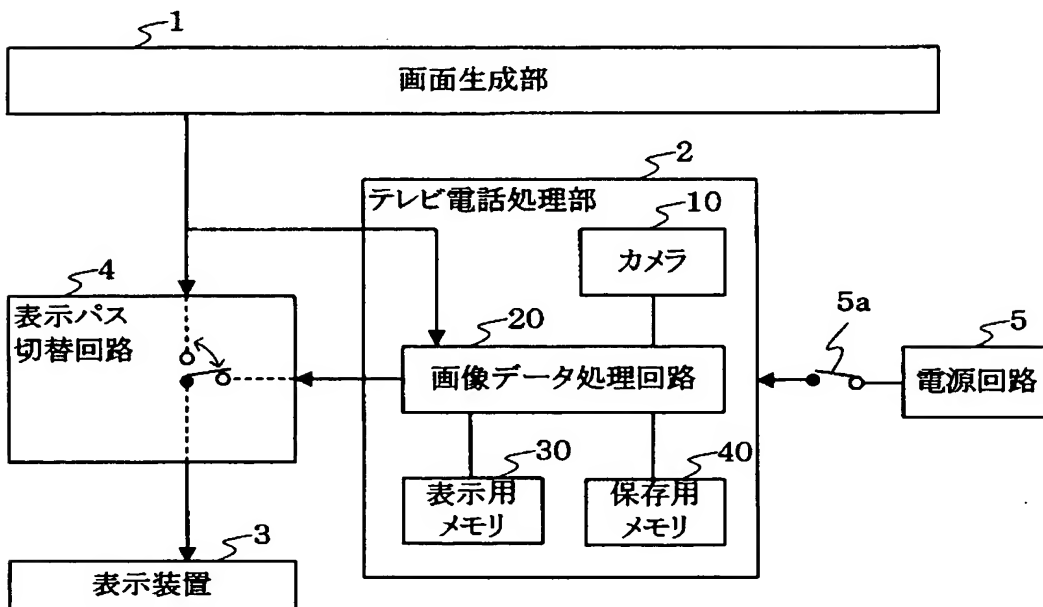 1
画面生成部
2
テレビ電話処理部
10
カメラ
4
表示パス
切替回路
20
画像データ処理回路
5a
5
電源回路
30
表示用
メモリ
40
保存用
メモリ
3
表示装置